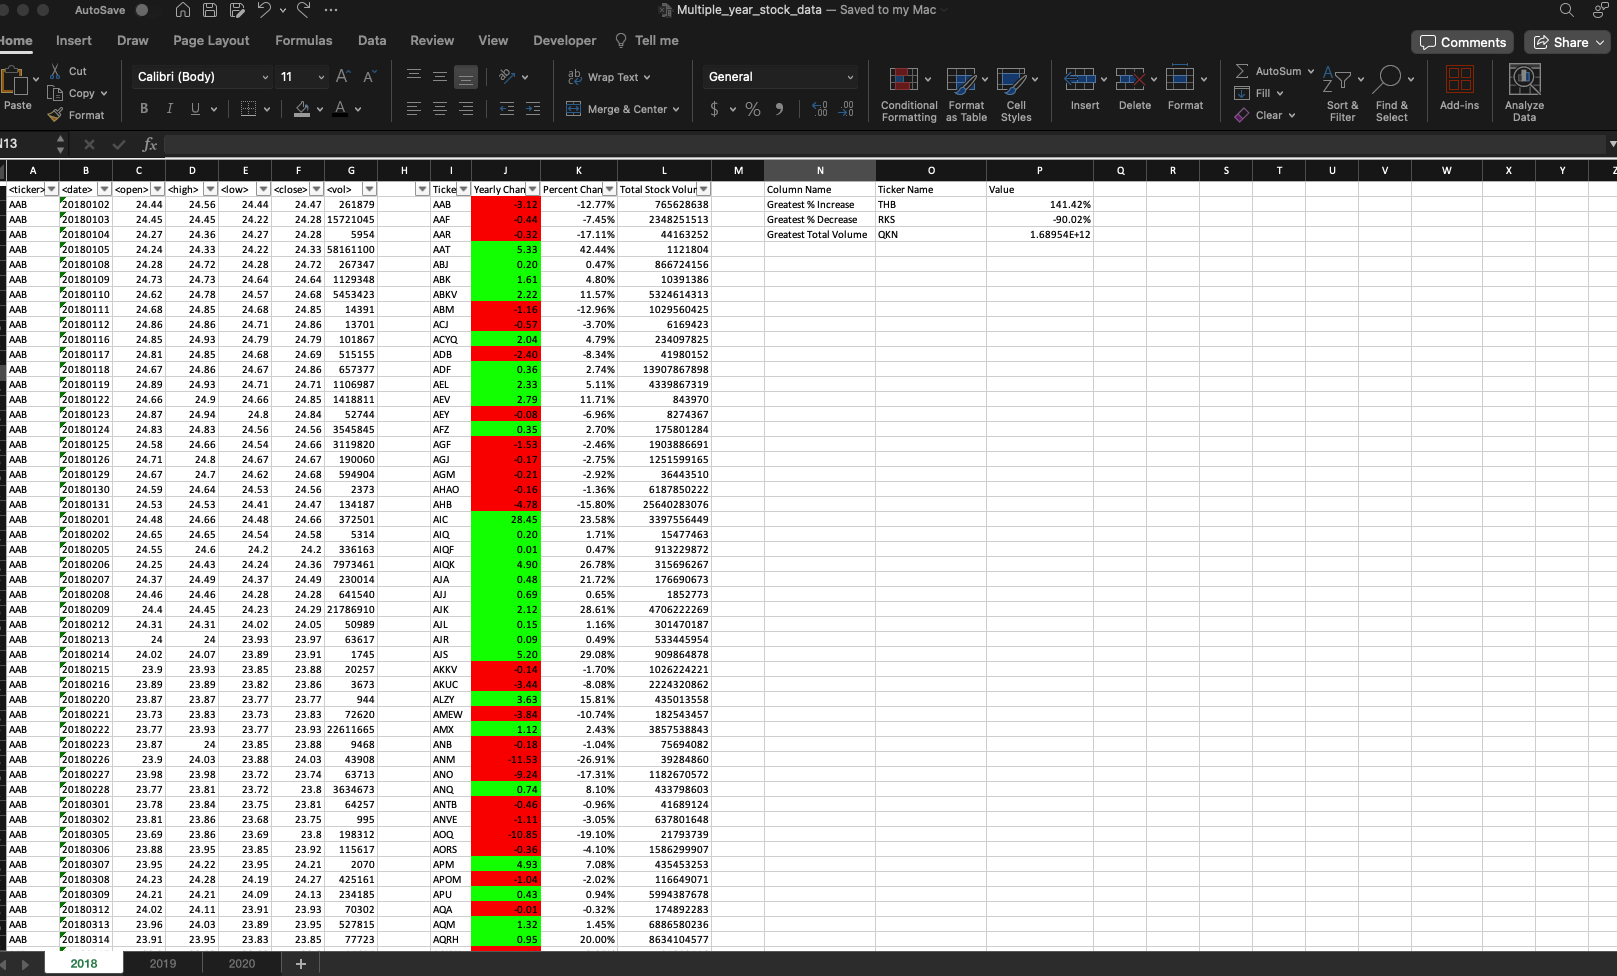 AutoSave
Multiple_year_stock_data — Saved to my Mac
Home Insert Draw Page Layout Formulas Data Review View Developer Tell me
Comments Share
Paste
Cut
Copy
Format
Calibri (Body) 11
Wrap Text
Merge & Center
General
Conditional Formatting
Format as Table
Cell Styles
Insert
Delete
Format
AutoSum
Fill
Clear
Sort & Filter
Find & Select
Add-ins
Analyze Data
N13 fx
A B C D E F G H I J K L M N O P Q R S T U V W X Y Z
<ticker> <date> <open> <high> <low> <close> <vol> Ticke Yearly Chan Percent Chan Total Stock Volur Column Name Ticker Name Value
AAB 20180102 24.44 24.56 24.44 24.47 261879 AAB -3.12 -12.77% 765628638 Greatest % Increase THB 141.42%
AAB 20180103 24.45 24.45 24.22 24.28 15721045 AAF -0.44 -7.45% 2348251513 Greatest % Decrease RKS -90.02%
AAB 20180104 24.27 24.36 24.27 24.28 5954 AAR -0.32 -17.11% 44163252 Greatest Total Volume QKN 1.68954E+12
AAB 20180105 24.24 24.33 24.22 24.33 58161100 AAT 5.33 42.44% 1121804
AAB 20180108 24.28 24.72 24.28 24.72 267347 ABJ 0.20 0.47% 866724156
AAB 20180109 24.73 24.73 24.64 24.64 1129348 ABK 1.61 4.80% 10391386
AAB 20180110 24.62 24.78 24.57 24.68 5453423 ABKV 2.22 11.57% 5324614313
AAB 20180111 24.68 24.85 24.68 24.85 14391 ABM -1.16 -12.96% 1029560425
AAB 20180112 24.86 24.86 24.71 24.86 13701 ACJ -0.57 -3.70% 6169423
AAB 20180116 24.85 24.93 24.79 24.79 101867 ACYQ 2.04 4.79% 234097825
AAB 20180117 24.81 24.85 24.68 24.69 515155 ADB -2.40 -8.34% 41980152
AAB 20180118 24.67 24.86 24.67 24.86 657377 ADF 0.36 2.74% 13907867898
AAB 20180119 24.89 24.93 24.71 24.71 1106987 AEL 2.33 5.11% 4339867319
AAB 20180122 24.66 24.9 24.66 24.85 1418811 AEV 2.79 11.71% 843970
AAB 20180123 24.87 24.94 24.8 24.84 52744 AEY -0.08 -6.96% 8274367
AAB 20180124 24.83 24.83 24.56 24.56 3545845 AFZ 0.35 2.70% 175801284
AAB 20180125 24.58 24.66 24.54 24.66 3119820 AGF -1.53 -2.46% 1903886691
AAB 20180126 24.71 24.8 24.67 24.67 190060 AGJ -0.17 -2.75% 1251599165
AAB 20180129 24.67 24.7 24.62 24.68 594904 AGM -0.21 -2.92% 36443510
AAB 20180130 24.59 24.64 24.53 24.56 2373 AHAO -0.16 -1.36% 6187850222
AAB 20180131 24.53 24.53 24.41 24.47 134187 AHB -4.78 -15.80% 25640283076
AAB 20180201 24.48 24.66 24.48 24.66 372501 AIC 28.45 23.58% 3397556449
AAB 20180202 24.65 24.65 24.54 24.58 5314 AIQ 0.20 1.71% 15477463
AAB 20180205 24.55 24.6 24.2 24.2 336163 AIQF 0.01 0.47% 913229872
AAB 20180206 24.25 24.43 24.24 24.36 7973461 AIQK 4.90 26.78% 315696267
AAB 20180207 24.37 24.49 24.37 24.49 230014 AJA 0.48 21.72% 176690673
AAB 20180208 24.46 24.46 24.28 24.28 641540 AJJ 0.69 0.65% 1852773
AAB 20180209 24.4 24.45 24.23 24.29 21786910 AJK 2.12 28.61% 4706222269
AAB 20180212 24.31 24.31 24.02 24.05 50989 AJL 0.15 1.16% 301470187
AAB 20180213 24 24 23.93 23.97 63617 AJR 0.09 0.49% 533445954
AAB 20180214 24.02 24.07 23.89 23.91 1745 AJS 5.20 29.08% 909864878
AAB 20180215 23.9 23.93 23.85 23.88 20257 AKKV -0.14 -1.70% 1026224221
AAB 20180216 23.89 23.89 23.82 23.86 3673 AKUC -3.44 -8.08% 2224320862
AAB 20180220 23.87 23.87 23.77 23.77 944 ALZY 3.63 15.81% 435013558
AAB 20180221 23.73 23.83 23.73 23.83 72620 AMEW -3.84 -10.74% 182543457
AAB 20180222 23.77 23.93 23.77 23.93 22611665 AMX 1.12 2.43% 3857538843
AAB 20180223 23.87 24 23.85 23.88 9468 ANB -0.18 -1.04% 75694082
AAB 20180226 23.9 24.03 23.88 24.03 43908 ANM -11.53 -26.91% 39284860
AAB 20180227 23.98 23.98 23.72 23.74 63713 ANO -9.24 -17.31% 1182670572
AAB 20180228 23.77 23.81 23.72 23.8 3634673 ANQ 0.74 8.10% 433798603
AAB 20180301 23.78 23.84 23.75 23.81 64257 ANTB -0.46 -0.96% 41689124
AAB 20180302 23.81 23.86 23.68 23.75 995 ANVE -1.11 -3.05% 637801648
AAB 20180305 23.69 23.86 23.69 23.8 198312 AOQ -10.85 -19.10% 21793739
AAB 20180306 23.88 23.95 23.85 23.92 115617 AORS -0.36 -4.10% 1586299907
AAB 20180307 23.95 24.22 23.95 24.21 2070 APM 4.93 7.08% 435453253
AAB 20180308 24.23 24.28 24.19 24.27 425161 APOM -1.04 -2.02% 116649071
AAB 20180309 24.21 24.21 24.09 24.13 234185 APU 0.43 0.94% 5994387678
AAB 20180312 24.02 24.11 23.91 23.93 70302 AQA -0.01 -0.32% 174892283
AAB 20180313 23.96 24.03 23.89 23.95 527815 AQM 1.32 1.45% 6886580236
AAB 20180314 23.91 23.95 23.83 23.85 77723 AQRH 0.95 20.00% 8634104577
2018 2019 2020 +